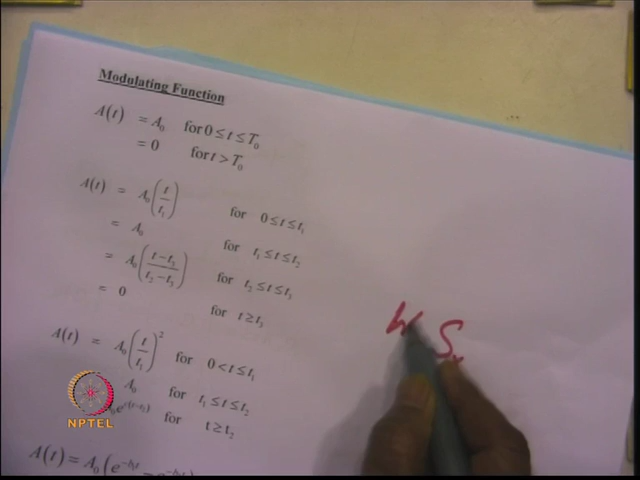 Modulating Function
A(t) = A₀ for 0 ≤ t ≤ T₀
= 0 for t > T₀
A(t) = A₀(t/t₁) for 0 ≤ t ≤ t₁
= A₀ for t₁ ≤ t ≤ t₂
= A₀((t−t₃)/(t₂−t₃)) for t₂ ≤ t ≤ t₃
= 0 for t ≥ t₃
A(t) = A₀(t/t₁)² for 0 < t ≤ t₁
A₀ for t₁ ≤ t ≤ t₂
for t ≥ t₂
A(t) = A₀(
W S
NPTEL